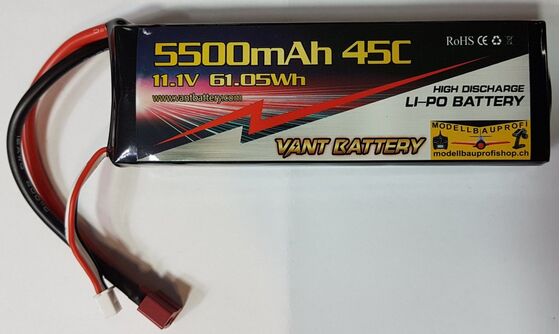 5500mAh 45C
11.1V 61.05Wh
www.vantbattery.com
RoHS CE
HIGH DISCHARGE
LI-PO BATTERY
VANT BATTERY
MODELLBAUPROFI
modellbauprofishop.ch